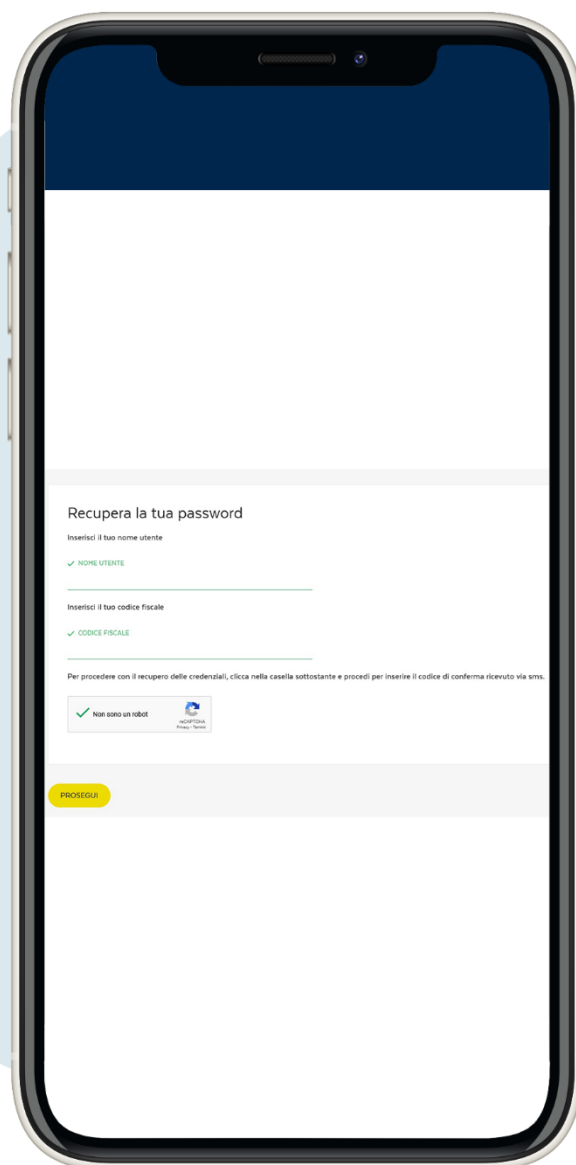 Recupera la tua password
Inserisci il tuo nome utente
NOME UTENTE
Inserisci il tuo codice fiscale
CODICE FISCALE
Per procedere con il recupero delle credenziali, clicca nella casella sottostante e procedi per inserire il codice di conferma ricevuto via sms.
Non sono un robot
reCAPTCHA
Privacy - Termini
PROSEGUI